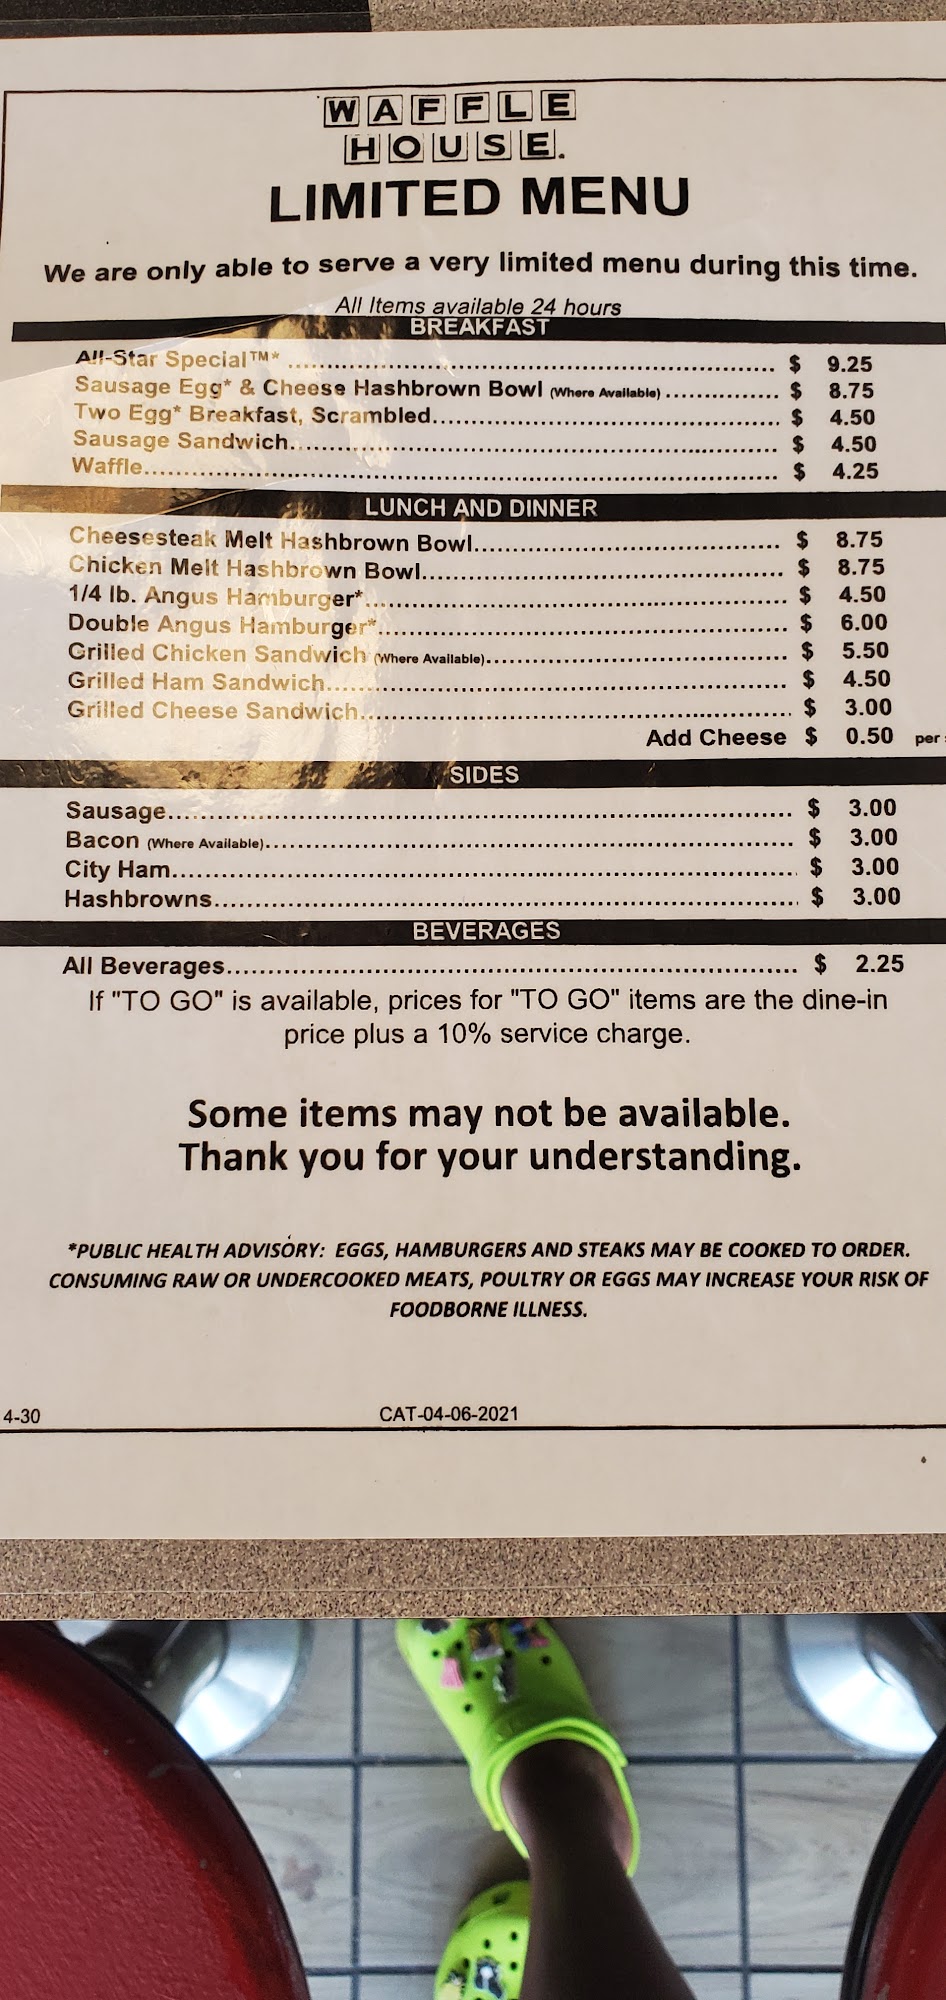 WAFFLE
HOUSE.
LIMITED MENU
We are only able to serve a very limited menu during this time.
All Items available 24 hours
BREAKFAST
All-Star Special™* $ 9.25
Sausage Egg* & Cheese Hashbrown Bowl (Where Available) $ 8.75
Two Egg* Breakfast, Scrambled $ 4.50
Sausage Sandwich $ 4.50
Waffle $ 4.25
LUNCH AND DINNER
Cheesesteak Melt Hashbrown Bowl $ 8.75
Chicken Melt Hashbrown Bowl $ 8.75
1/4 lb. Angus Hamburger* $ 4.50
Double Angus Hamburger* $ 6.00
Grilled Chicken Sandwich (Where Available) $ 5.50
Grilled Ham Sandwich $ 4.50
Grilled Cheese Sandwich $ 3.00
Add Cheese $ 0.50 per
SIDES
Sausage $ 3.00
Bacon (Where Available) $ 3.00
City Ham $ 3.00
Hashbrowns $ 3.00
BEVERAGES
All Beverages $ 2.25
If "TO GO" is available, prices for "TO GO" items are the dine-in
price plus a 10% service charge.
Some items may not be available.
Thank you for your understanding.
*PUBLIC HEALTH ADVISORY: EGGS, HAMBURGERS AND STEAKS MAY BE COOKED TO ORDER.
CONSUMING RAW OR UNDERCOOKED MEATS, POULTRY OR EGGS MAY INCREASE YOUR RISK OF
FOODBORNE ILLNESS.
4-30 CAT-04-06-2021